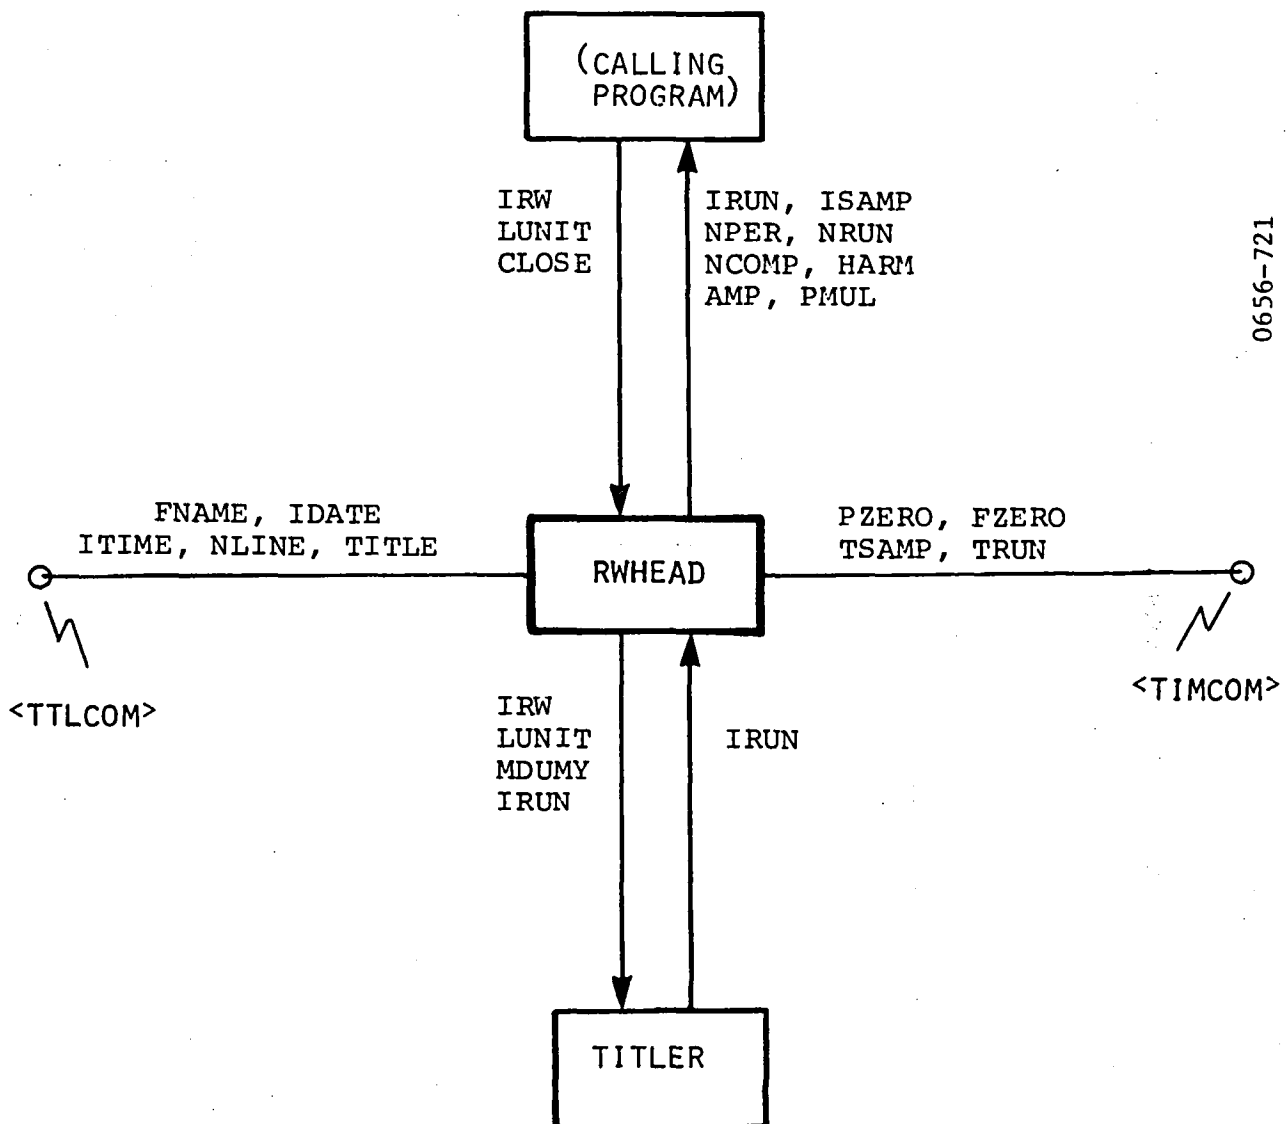 (CALLING
PROGRAM)
IRW
LUNIT
CLOSE
IRUN, ISAMP
NPER, NRUN
NCOMP, HARM
AMP, PMUL
0656-721
FNAME, IDATE
ITIME, NLINE, TITLE
RWHEAD
PZERO, FZERO
TSAMP, TRUN
<TTLCOM>
<TIMCOM>
IRW
LUNIT
MDUMY
IRUN
IRUN
TITLER